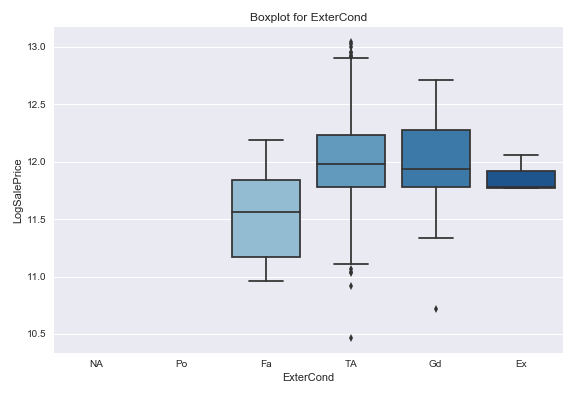 Boxplot for ExterCond
13.0
12.5
12.0
11.5
11.0
10.5
LogSalePrice
NA Po Fa TA Gd Ex
ExterCond